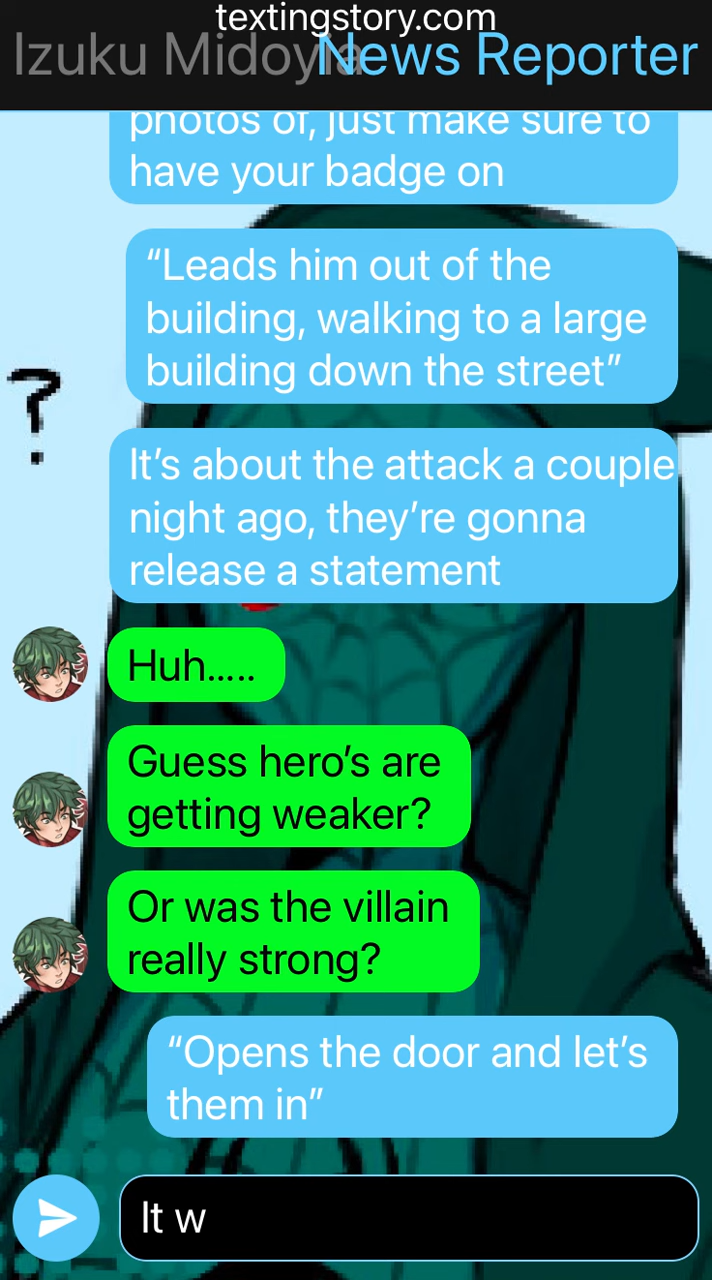 textingstory.com
Izuku Midoyia
News Reporter
photos of, just make sure to
have your badge on
“Leads him out of the
building, walking to a large
building down the street”
?
It’s about the attack a couple
night ago, they’re gonna
release a statement
Huh.....
Guess hero’s are
getting weaker?
Or was the villain
really strong?
“Opens the door and let’s
them in”
It w